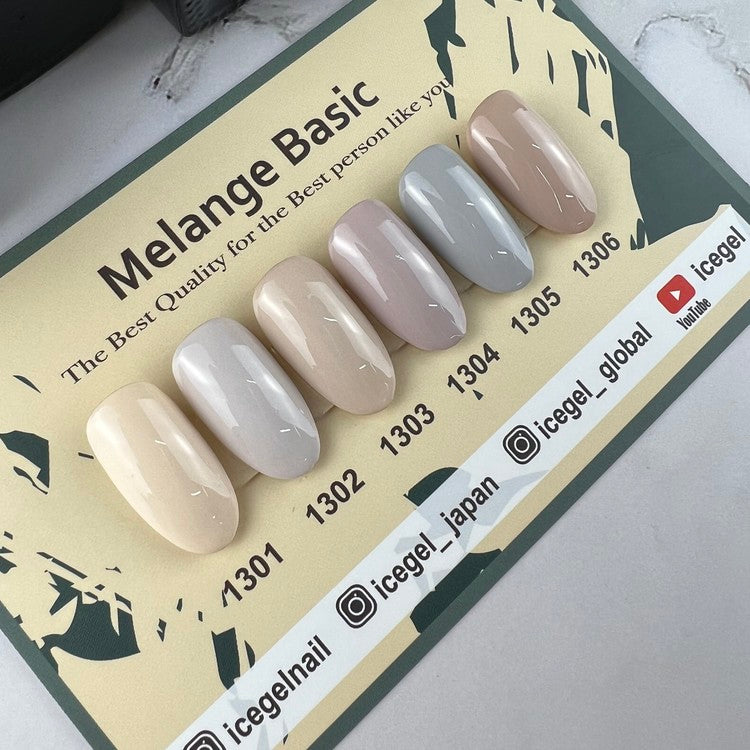 Melange Basic
The Best Quality for the Best person like you
1301
1302
1303
1304
1305
1306
icegelnail
icegel_japan
icegel_global
YouTube
icegel